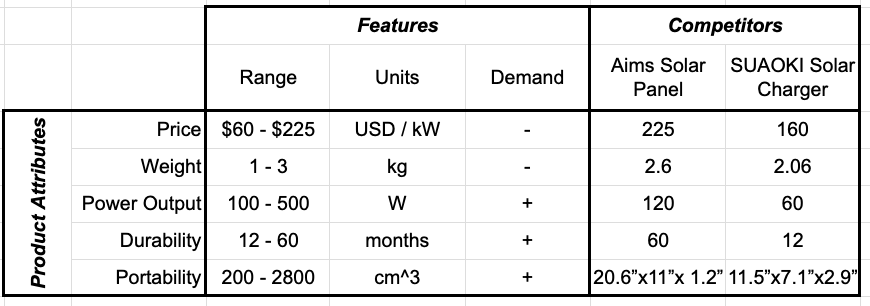 Features Competitors
Range Units Demand Aims Solar Panel SUAOKI Solar Charger
Product Attributes
Price $60 - $225 USD / kW - 225 160
Weight 1 - 3 kg - 2.6 2.06
Power Output 100 - 500 W + 120 60
Durability 12 - 60 months + 60 12
Portability 200 - 2800 cm^3 + 20.6”x11”x 1.2” 11.5”x7.1”x2.9”